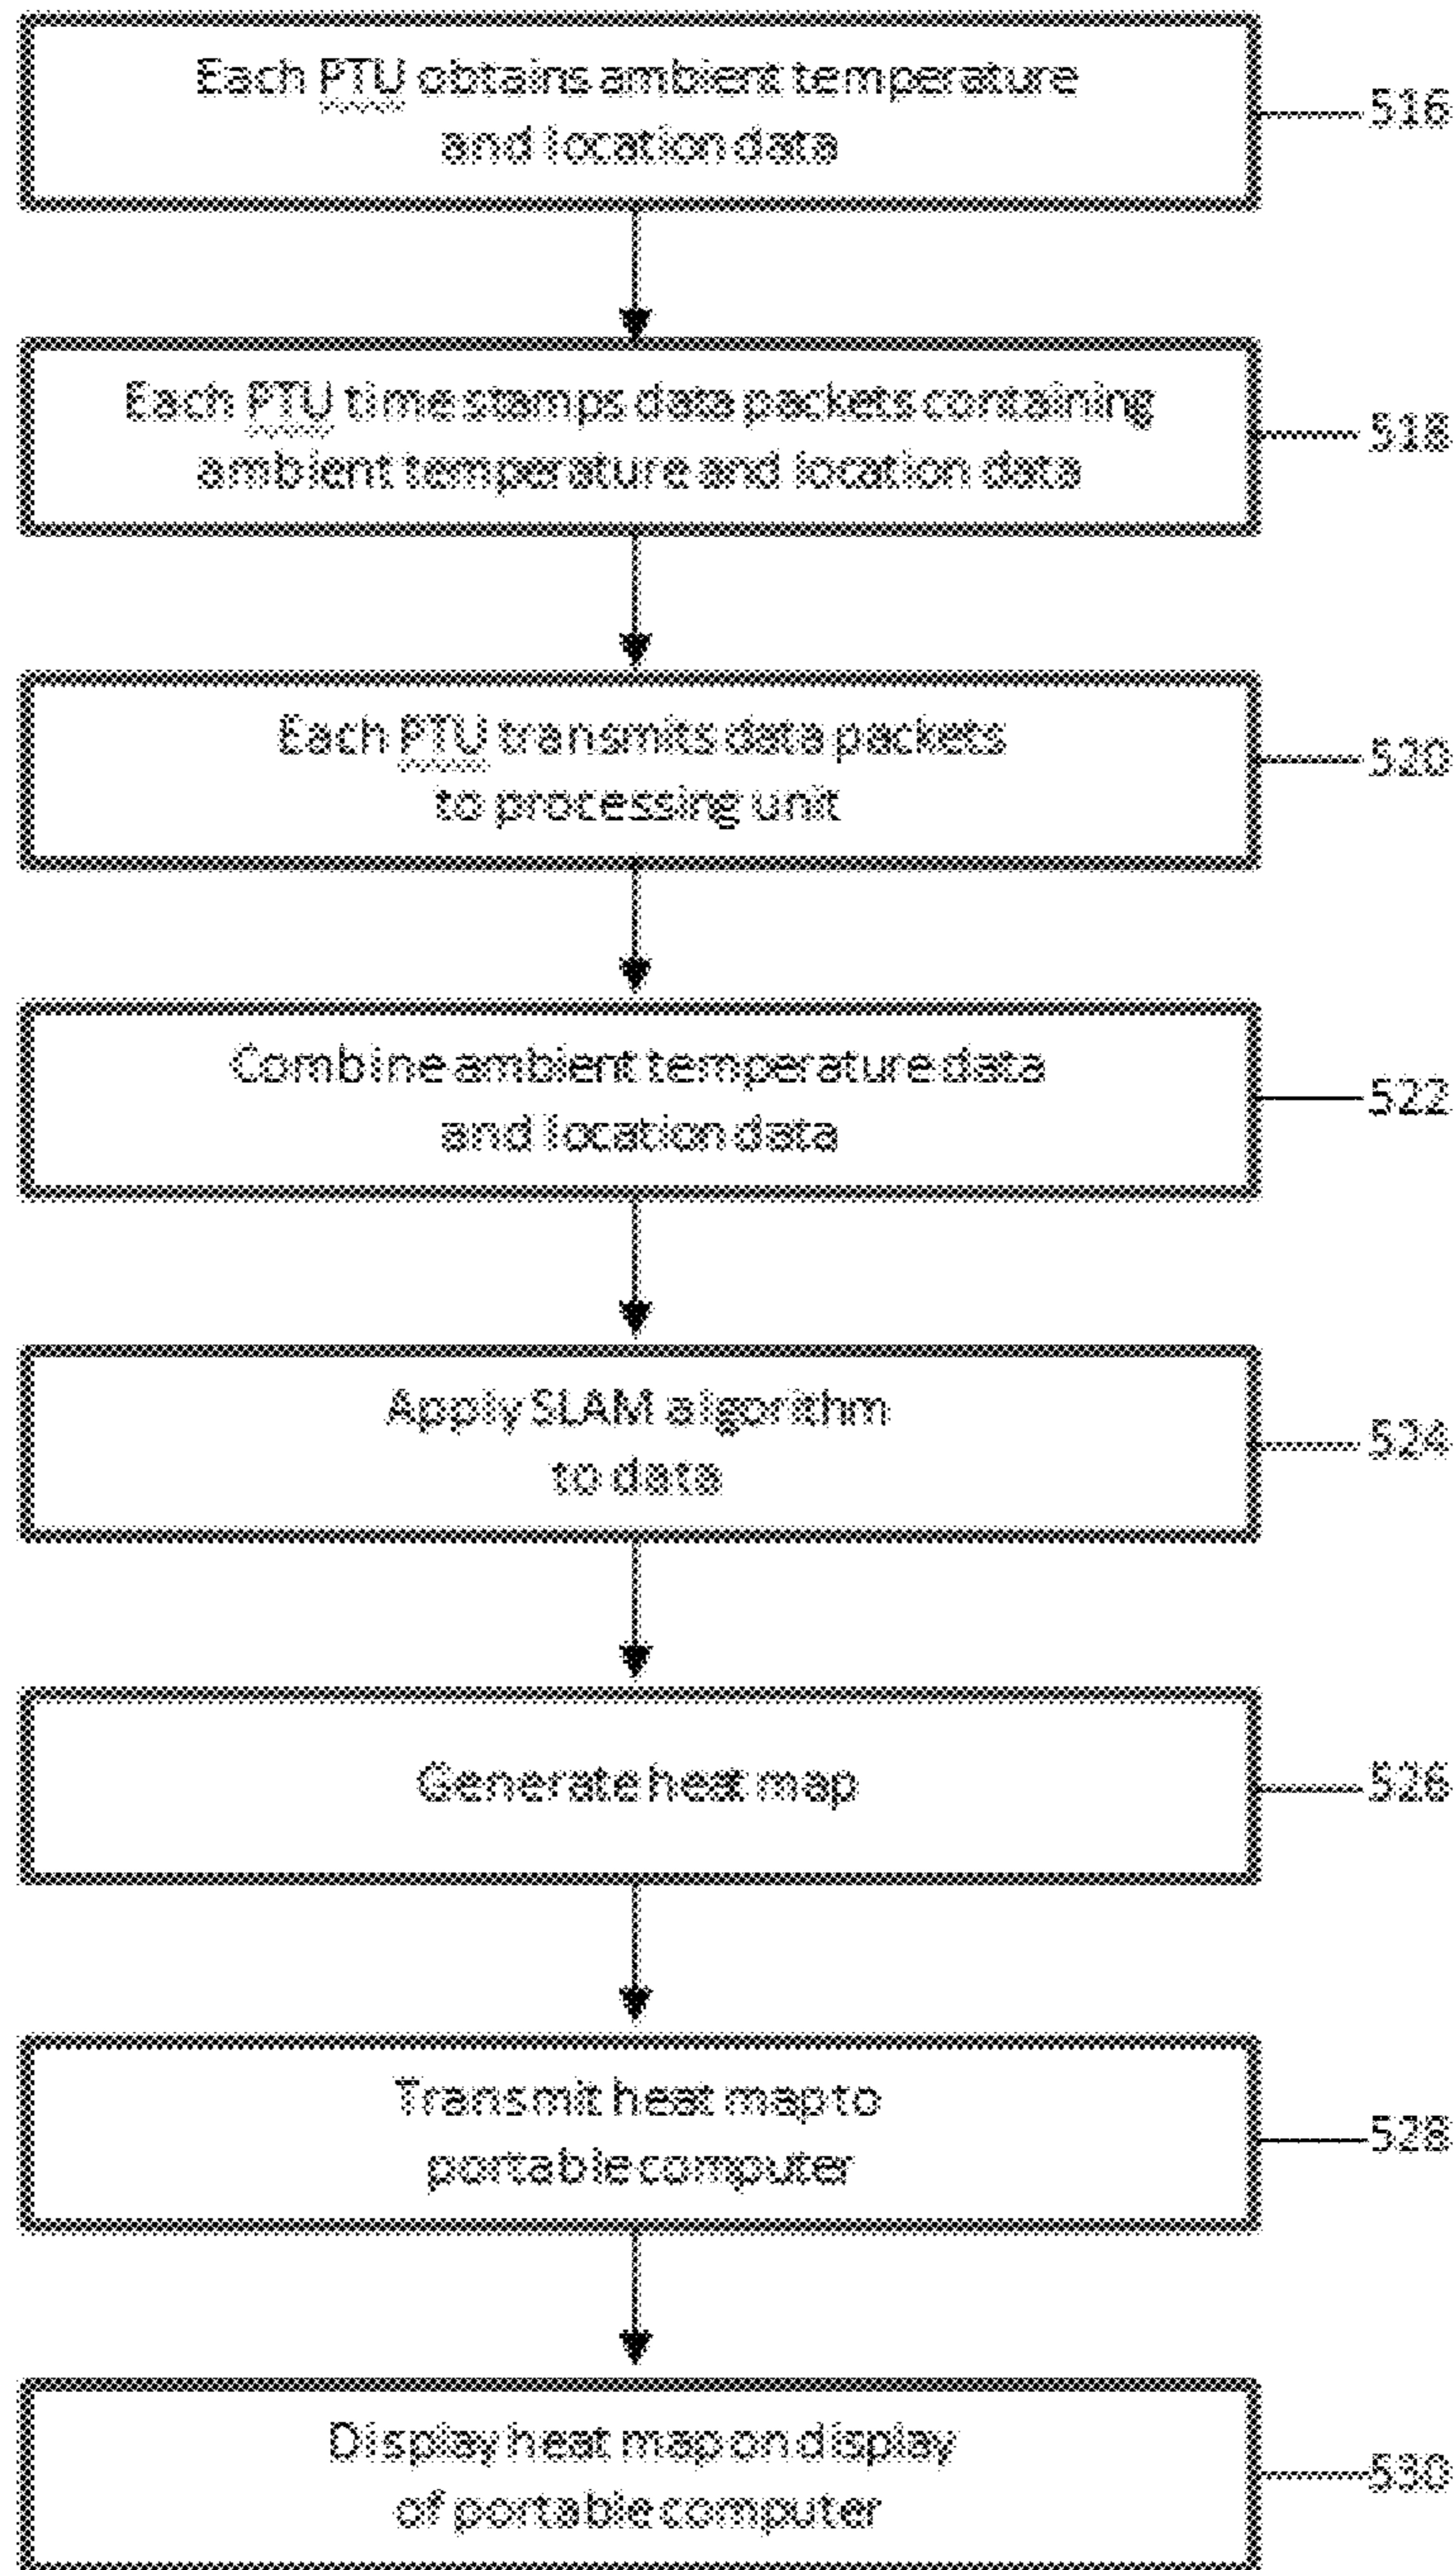 Each PTU obtains ambient temperature
and location data
516
Each PTU time stamps data packets containing
ambient temperature and location data
518
Each PTU transmits data packets
to processing unit
520
Combine ambient temperature data
and location data
522
Apply SLAM algorithm
to data
524
Generate heat map
526
Transmit heat map to
portable computer
528
Display heat map on display
of portable computer
530